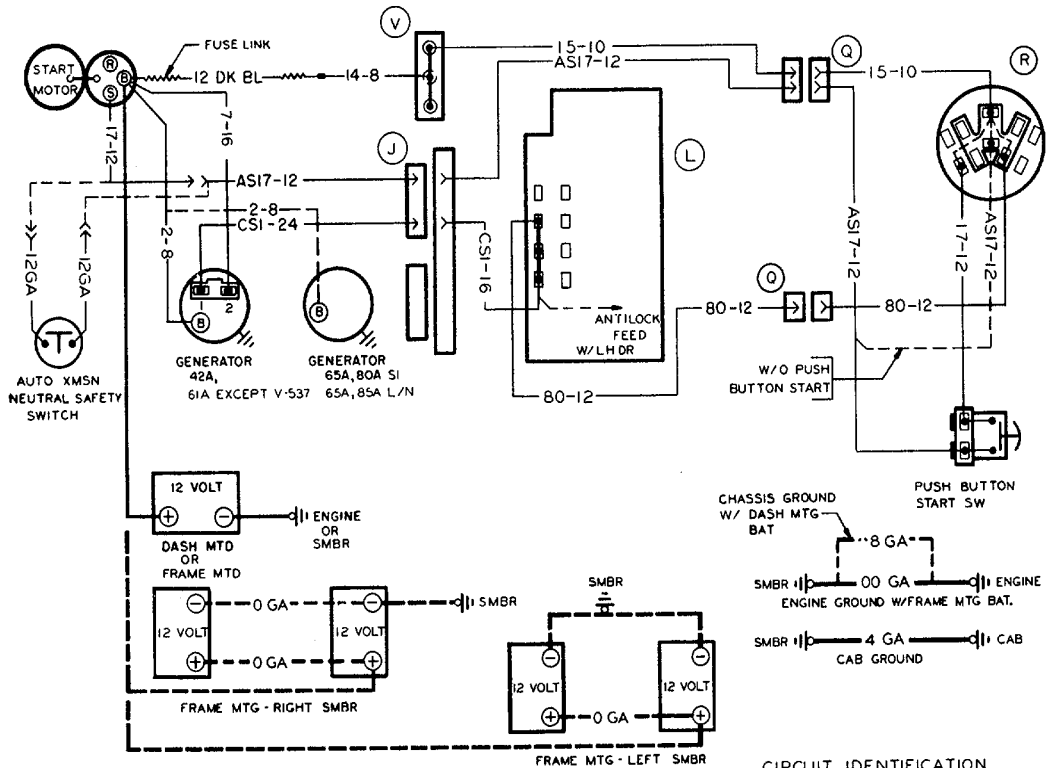 V
Q
R
FUSE LINK
START MOTOR
R
B
S
12 DK BL
14-8
15-10
AS17-12
15-10
17-12
7-16
J
L
AS17-12
2-8
CS1-24
2-8
12GA
12GA
CS1-16
AS17-12
17-12
AS17-12
2
B
B
Q
80-12
80-12
ANTILOCK
FEED
W/LH DR
GENERATOR
42A,
61A EXCEPT V-537
GENERATOR
65A,80A SI
65A,85A L/N
AUTO XMSN
NEUTRAL SAFETY
SWITCH
W/O PUSH
BUTTON START
80-12
PUSH BUTTON
START SW
12 VOLT
+
−
ENGINE
OR
SMBR
DASH MTD
OR
FRAME MTD
CHASSIS GROUND
W/ DASH MTG
BAT
8 GA
SMBR
00 GA
ENGINE
ENGINE GROUND W/FRAME MTG BAT.
SMBR
4 GA
CAB
CAB GROUND
−
0 GA
−
SMBR
12 VOLT
12 VOLT
+
0 GA
+
FRAME MTG - RIGHT SMBR
SMBR
−
−
12 VOLT
12 VOLT
+
0 GA
+
FRAME MTG - LEFT SMBR
CIRCUIT IDENTIFICATION